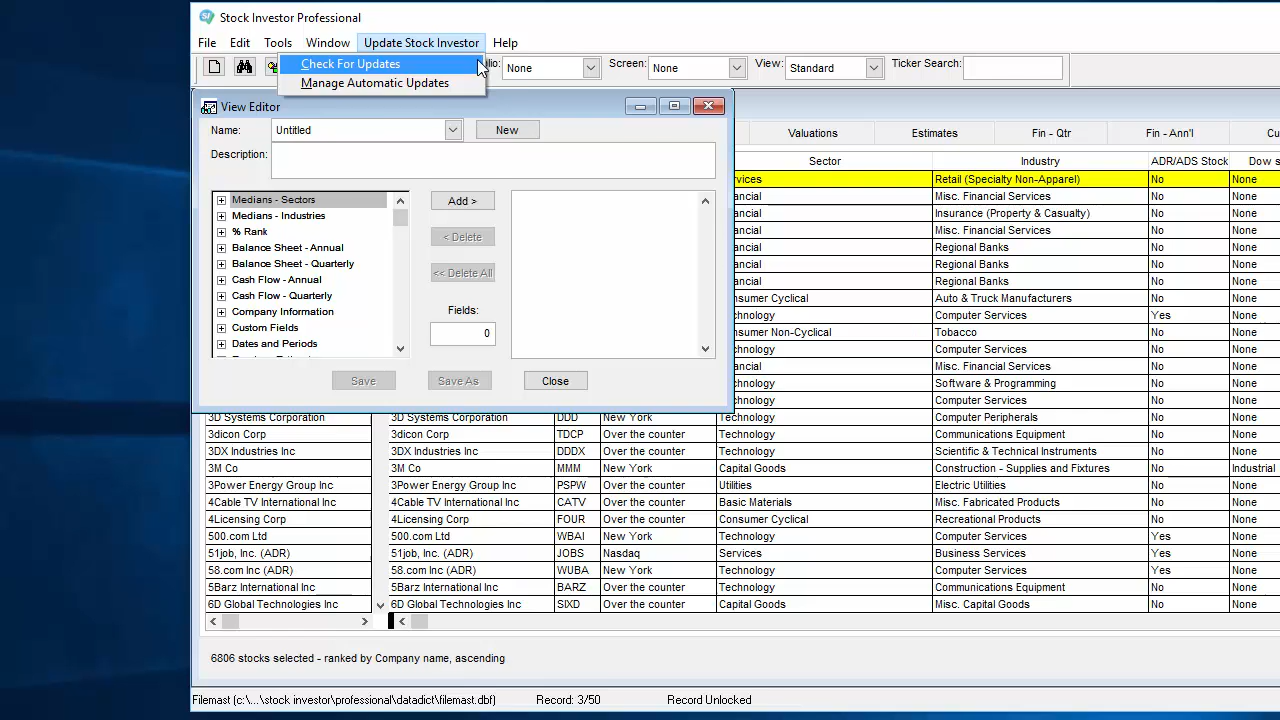 Stock Investor Professional
File Edit Tools Window Update Stock Investor Help
Check For Updates
Manage Automatic Updates
None Screen: None View: Standard Ticker Search:
View Editor
Name: Untitled New
Description:
Medians - Sectors
Medians - Industries
% Rank
Balance Sheet - Annual
Balance Sheet - Quarterly
Cash Flow - Annual
Cash Flow - Quarterly
Company Information
Custom Fields
Dates and Periods
Add >
< Delete
<< Delete All
Fields:
0
Save Save As Close
Valuations Estimates Fin - Qtr Fin - Ann'l
Sector Industry ADR/ADS Stock Dow
Retail (Specialty Non-Apparel) No None
Misc. Financial Services No None
Insurance (Property & Casualty) No None
Misc. Financial Services No None
Regional Banks No None
Regional Banks No None
Regional Banks No None
Auto & Truck Manufacturers No None
Computer Services Yes None
Tobacco No None
Computer Services No None
Misc. Financial Services No None
Software & Programming No None
Computer Services No None
3D Systems Corporation 3D Systems Corporation DDD New York Technology Computer Peripherals No None
3dicon Corp 3dicon Corp TDCP Over the counter Technology Communications Equipment No None
3DX Industries Inc 3DX Industries Inc DDDX Over the counter Technology Scientific & Technical Instruments No None
3M Co 3M Co MMM New York Capital Goods Construction - Supplies and Fixtures No Industrial
3Power Energy Group Inc 3Power Energy Group Inc PSPW Over the counter Utilities Electric Utilities No None
4Cable TV International Inc 4Cable TV International Inc CATV Over the counter Basic Materials Misc. Fabricated Products No None
4Licensing Corp 4Licensing Corp FOUR Over the counter Consumer Cyclical Recreational Products No None
500.com Ltd 500.com Ltd WBAI New York Technology Computer Services Yes None
51job, Inc. (ADR) 51job, Inc. (ADR) JOBS Nasdaq Services Business Services Yes None
58.com Inc (ADR) 58.com Inc (ADR) WUBA New York Technology Computer Services Yes None
5Barz International Inc 5Barz International Inc BARZ Over the counter Technology Communications Equipment No None
6D Global Technologies Inc 6D Global Technologies Inc SIXD Over the counter Capital Goods Misc. Capital Goods No None
6806 stocks selected - ranked by Company name, ascending
Filemast (c:\...\stock investor\professional\datadict\filemast.dbf) Record: 3/50 Record Unlocked